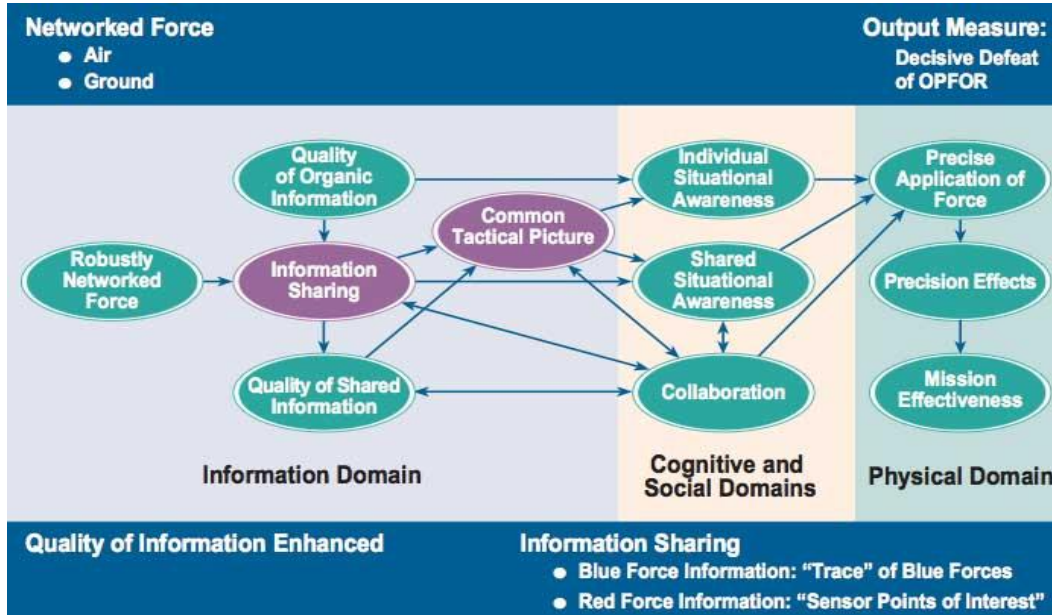 Networked Force
● Air
● Ground
Output Measure:
Decisive Defeat
of OPFOR
Quality
of Organic
Information
Individual
Situational
Awareness
Precise
Application of
Force
Common
Tactical Picture
Robustly
Networked
Force
Information
Sharing
Shared
Situational
Awareness
Precision Effects
Quality of Shared
Information
Collaboration
Mission
Effectiveness
Information Domain
Cognitive and
Social Domains
Physical Domain
Quality of Information Enhanced
Information Sharing
● Blue Force Information: “Trace” of Blue Forces
● Red Force Information: “Sensor Points of Interest”